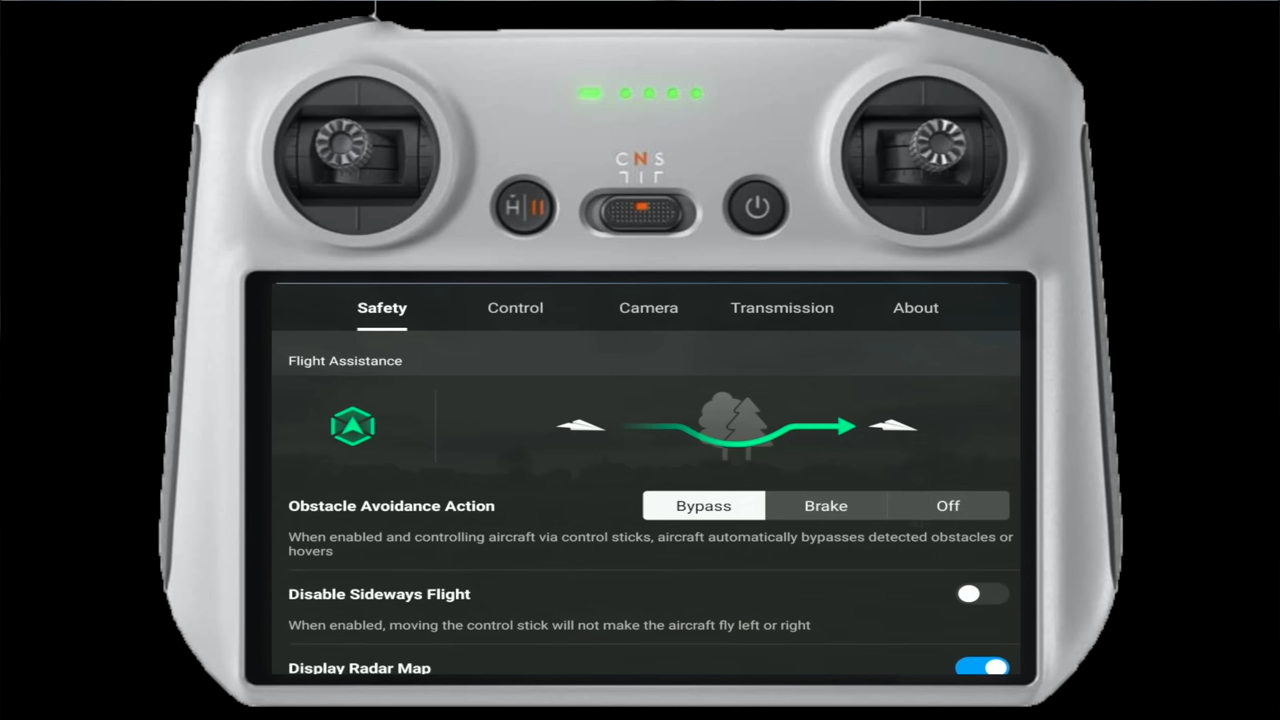 C N S
H
Safety Control Camera Transmission About
Flight Assistance
Obstacle Avoidance Action Bypass Brake Off
When enabled and controlling aircraft via control sticks, aircraft automatically bypasses detected obstacles or
hovers
Disable Sideways Flight
When enabled, moving the control stick will not make the aircraft fly left or right
Display Radar Map